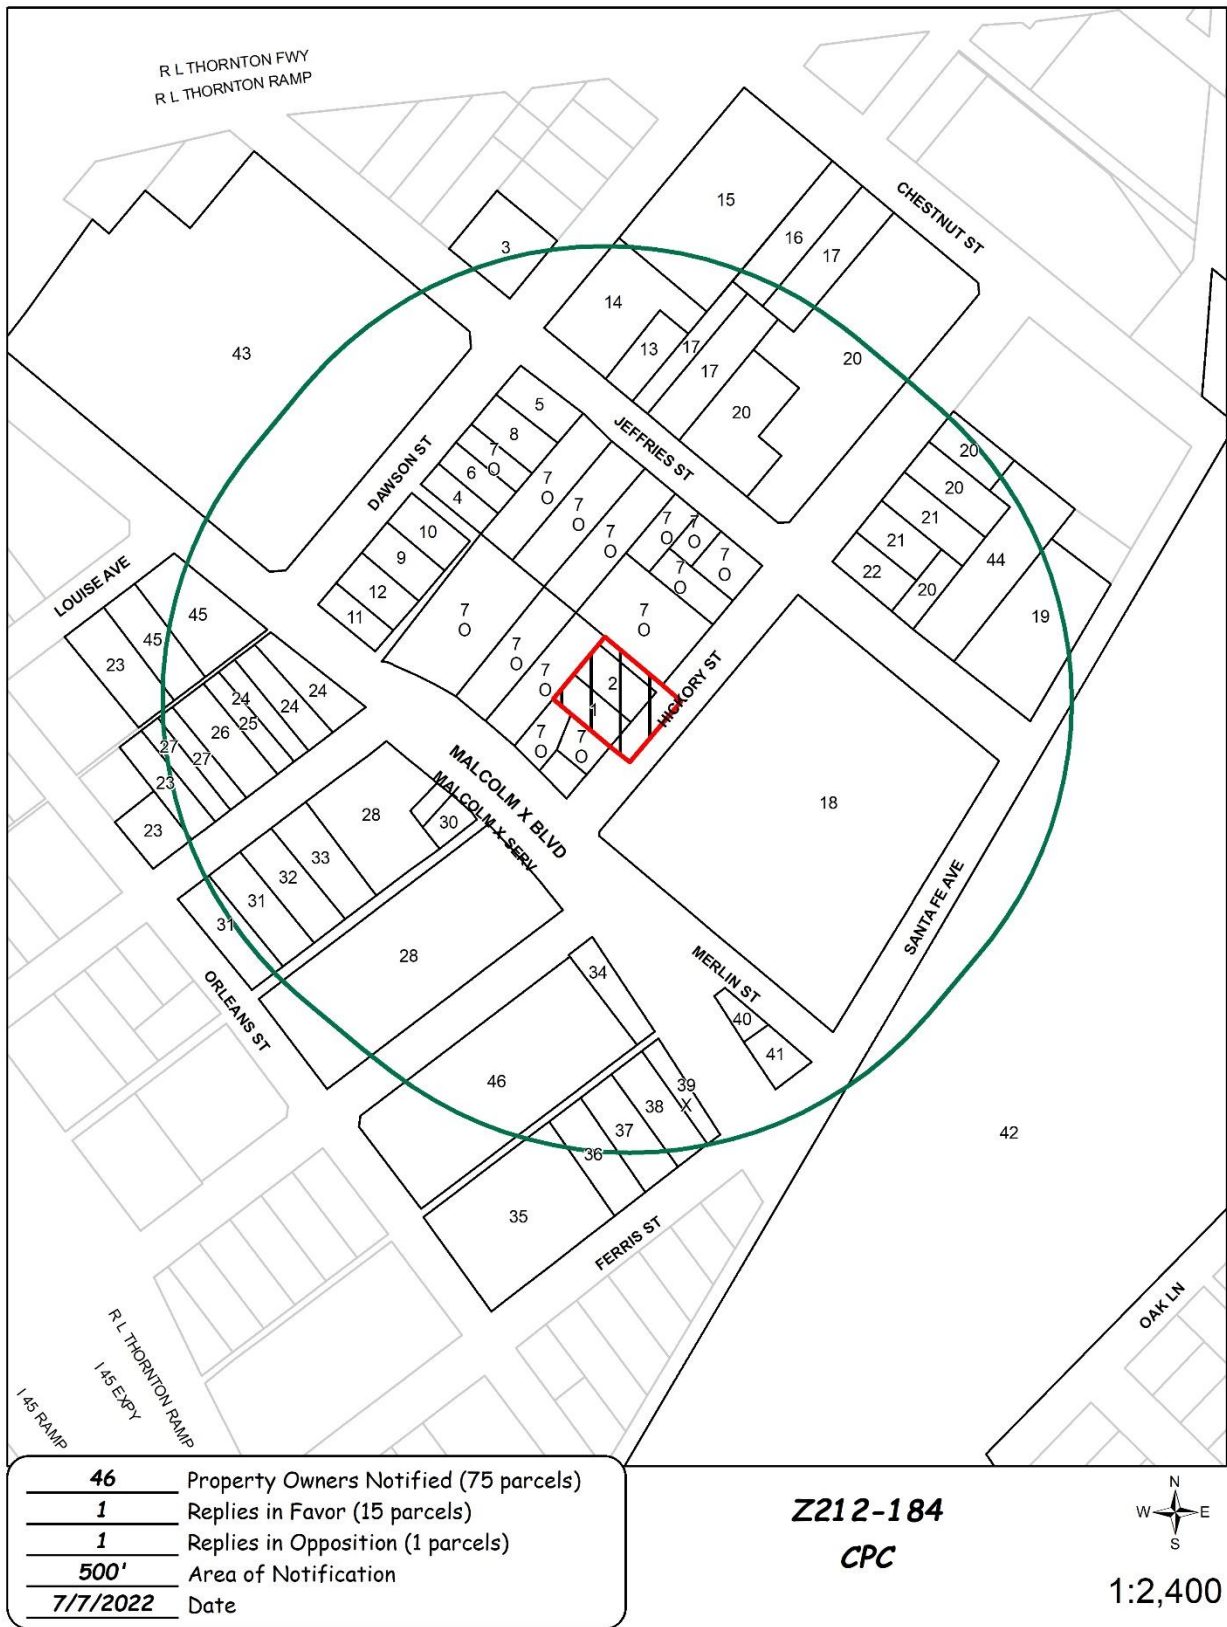 R L THORNTON FWY
R L THORNTON RAMP
CHESTNUT ST
15
16
17
3
14
13
17
17
20
20
43
5
8
7
O
6
4
JEFFRIES ST
DAWSON ST
20
20
21
21
22
20
44
19
10
9
12
11
7
O
7
O
7
O
7
O
7
O
7
O
7
O
7
O
7
O
7
O
7
O
2
1
7
O
7
O
HICKORY ST
LOUISE AVE
45
45
23
24
24
24
25
26
27
27
23
23
MALCOLM X BLVD
MALCOLM X SERV
28
30
33
32
31
31
28
18
SANTA FE AVE
ORLEANS ST
MERLIN ST
34
40
41
46
39
X
38
37
36
35
42
FERRIS ST
OAK LN
R L THORNTON RAMP
I 45 EXPY
I 45 RAMP
46 Property Owners Notified (75 parcels)
1 Replies in Favor (15 parcels)
1 Replies in Opposition (1 parcels)
500' Area of Notification
7/7/2022 Date
Z212-184
CPC
N
W E
S
1:2,400